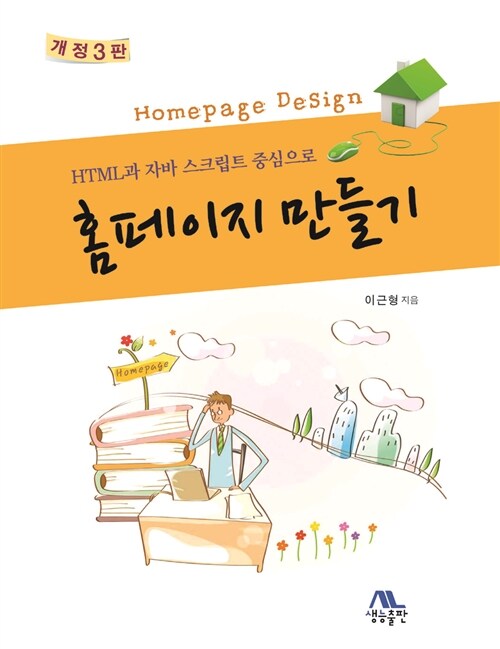 개정3판
Homepage DeSign
HTML과 자바 스크립트 중심으로
홈페이지 만들기
이근형 지음
Homepage
생능출판